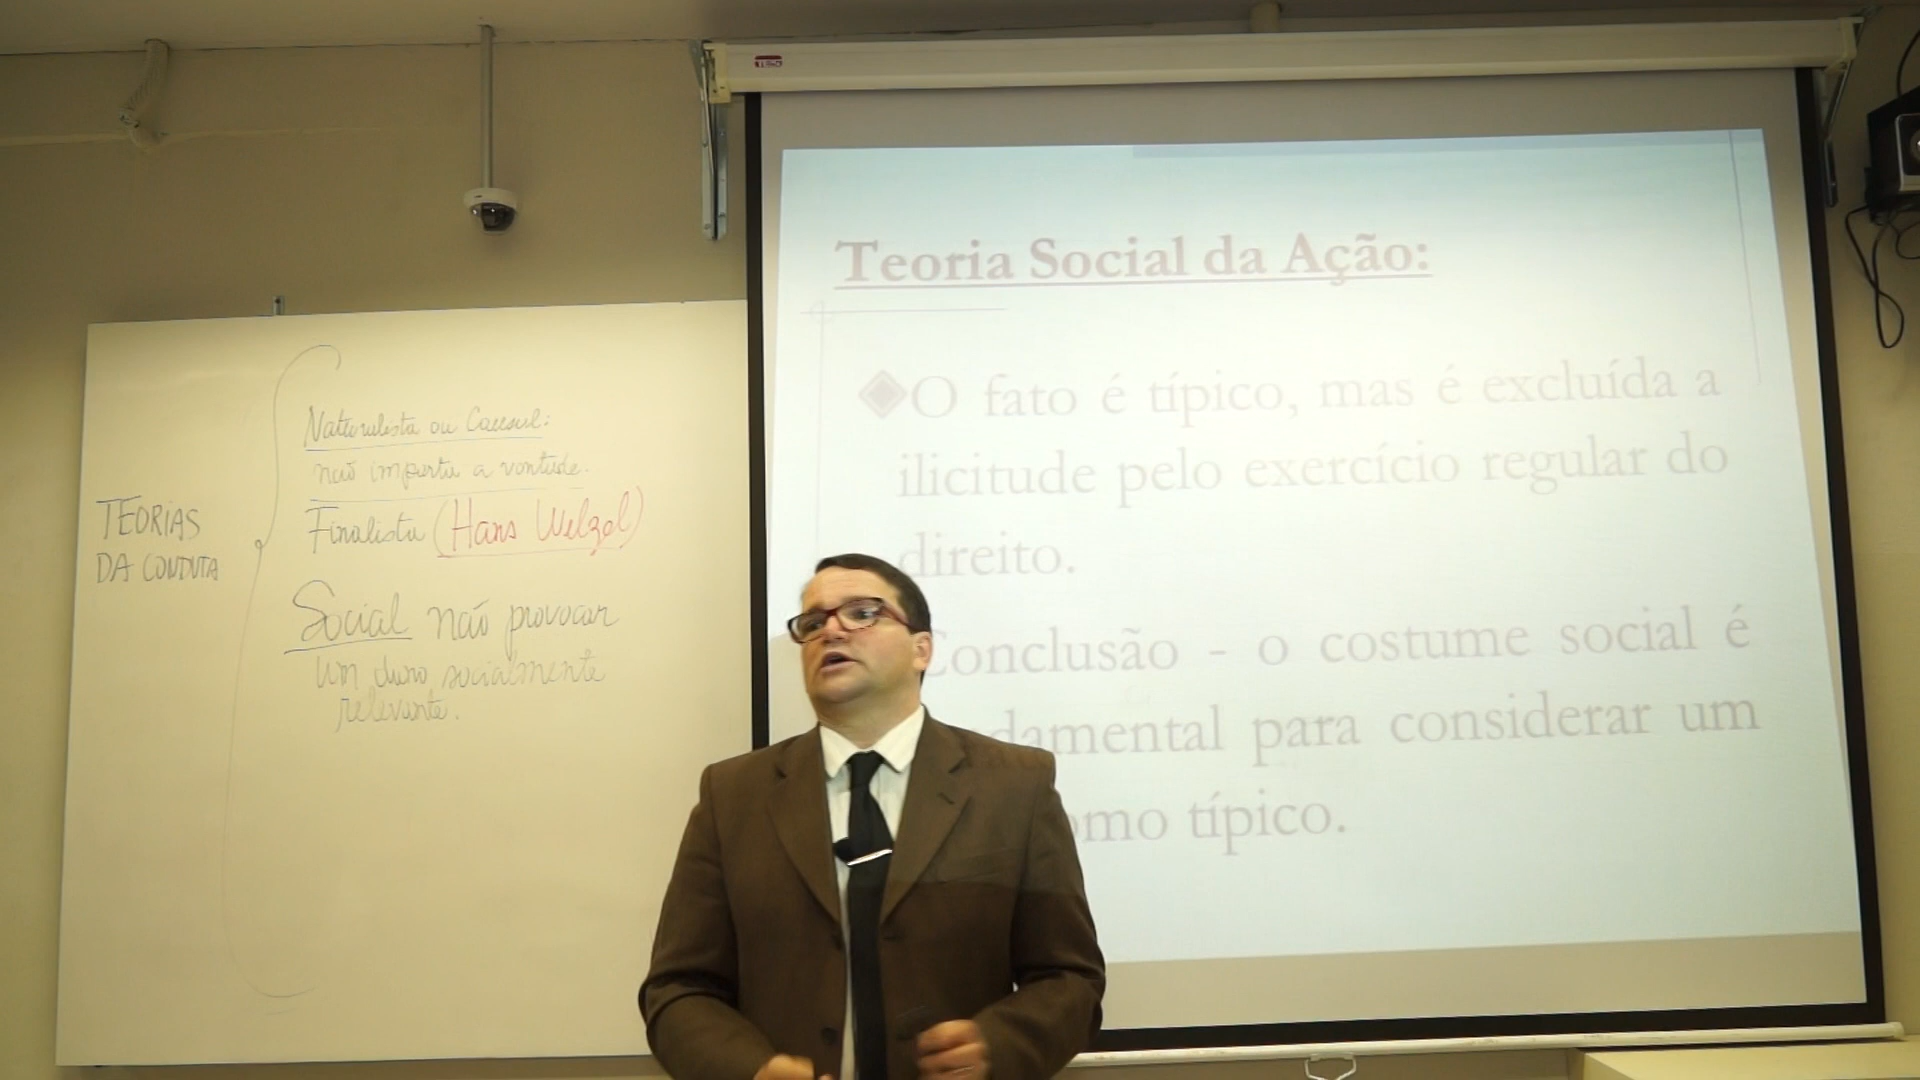 TEORIAS
DA CONDUTA
Naturalista ou Causal:
não importa a vontade.
Finalista (Hans Welzel)
Social não provocar
um dano socialmente
relevante.
Teoria Social da Ação:
O fato é típico, mas é excluída a
ilicitude pelo exercício regular do
direito.
onclusão - o costume social é
damental para considerar um
omo típico.